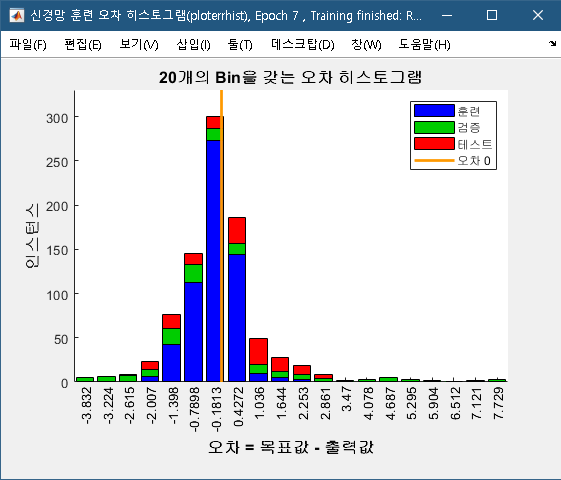 신경망 훈련 오차 히스토그램(ploterrhist), Epoch 7 , Training finished: R...
파일(F) 편집(E) 보기(V) 삽입(I) 툴(T) 데스크탑(D) 창(W) 도움말(H)
20개의 Bin을 갖는 오차 히스토그램
훈련
검증
테스트
오차 0
인스턴스
300
250
200
150
100
50
0
-3.832 -3.224 -2.615 -2.007 -1.398 -0.7898 -0.1813 0.4272 1.036 1.644 2.253 2.861 3.47 4.078 4.687 5.295 5.904 6.512 7.121 7.729
오차 = 목표값 - 출력값